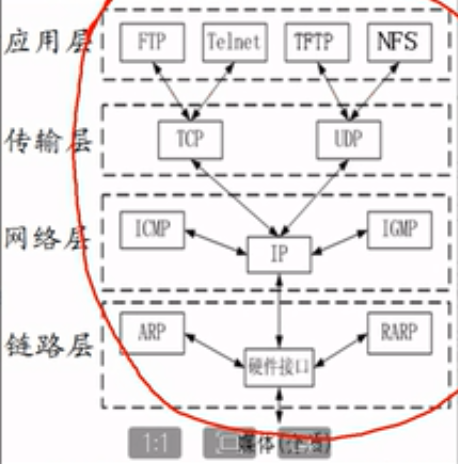 应用层 FTP Telnet TFTP NFS
传输层 TCP UDP
网络层 ICMP IGMP
IP
链路层 ARP RARP
硬件接口
媒体
1:1